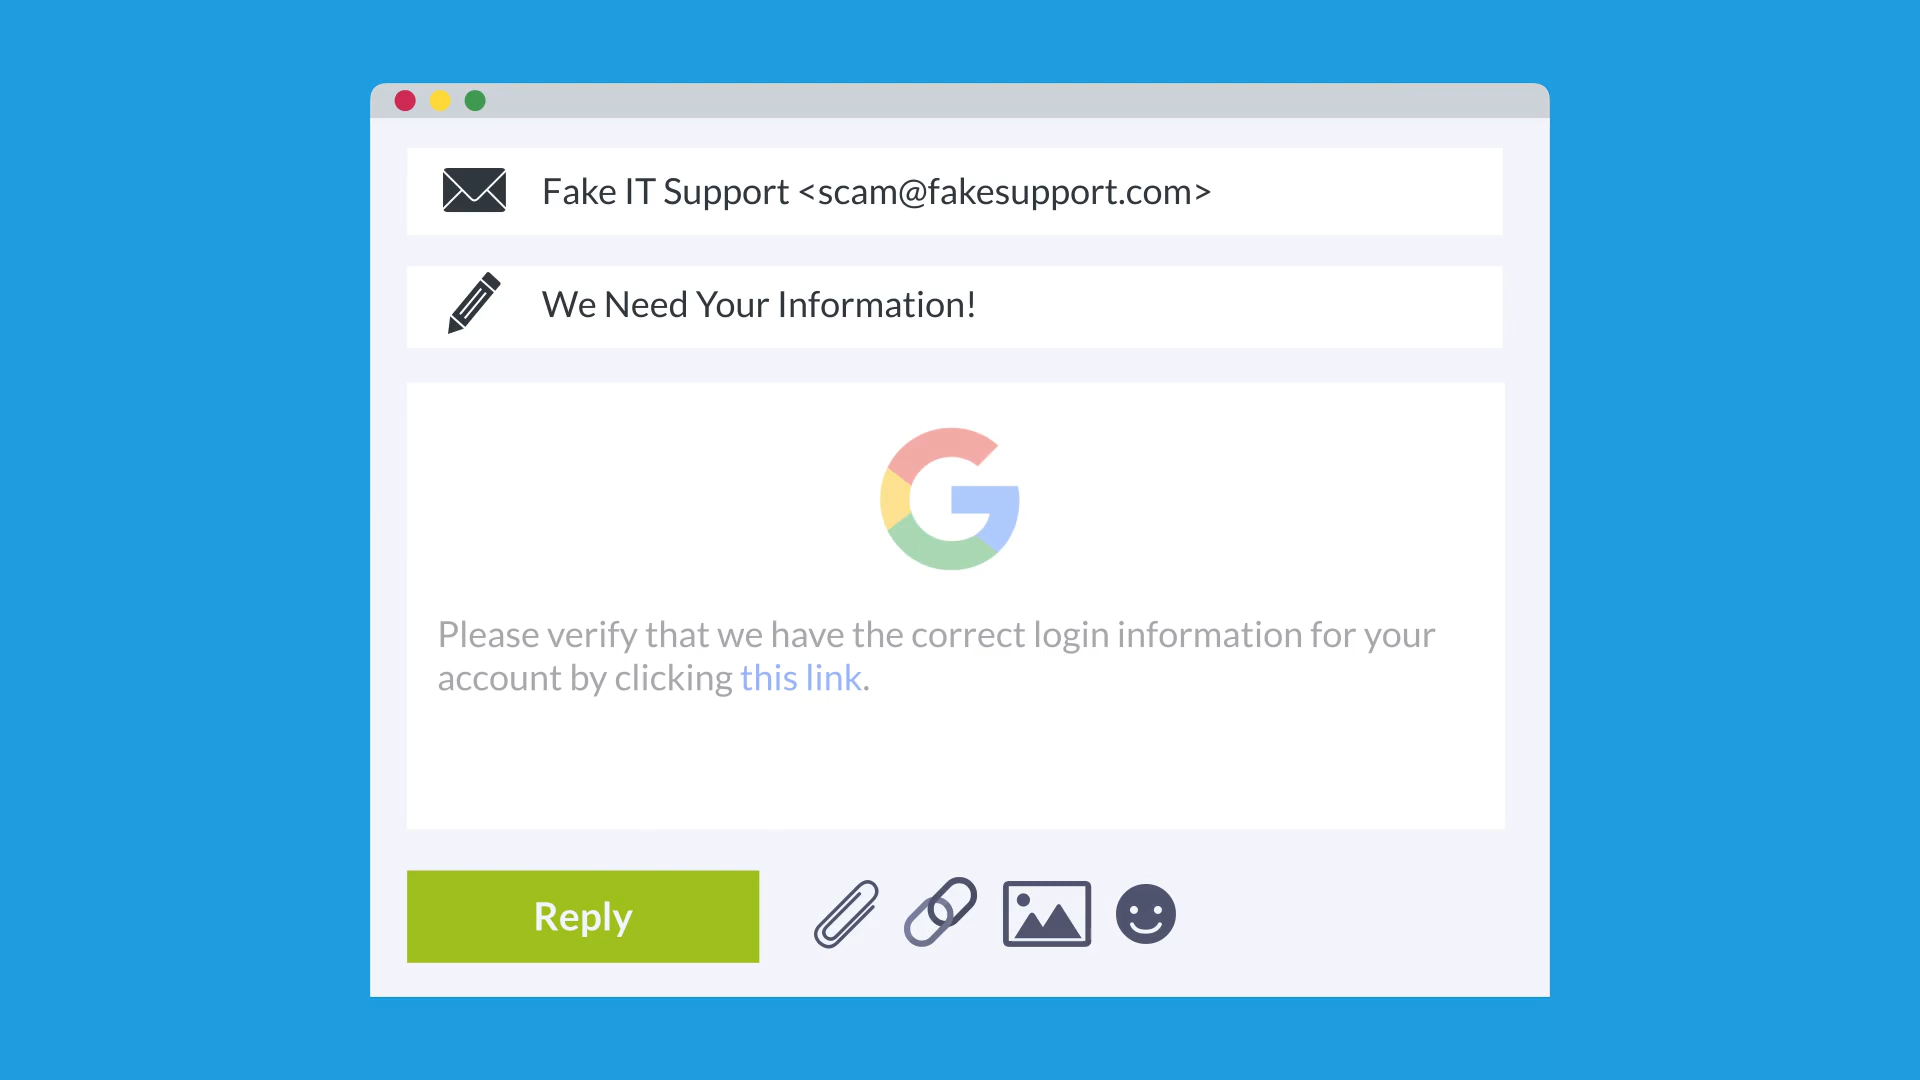 Fake IT Support <scam@fakesupport.com>
We Need Your Information!
Please verify that we have the correct login information for your
account by clicking this link.
Reply